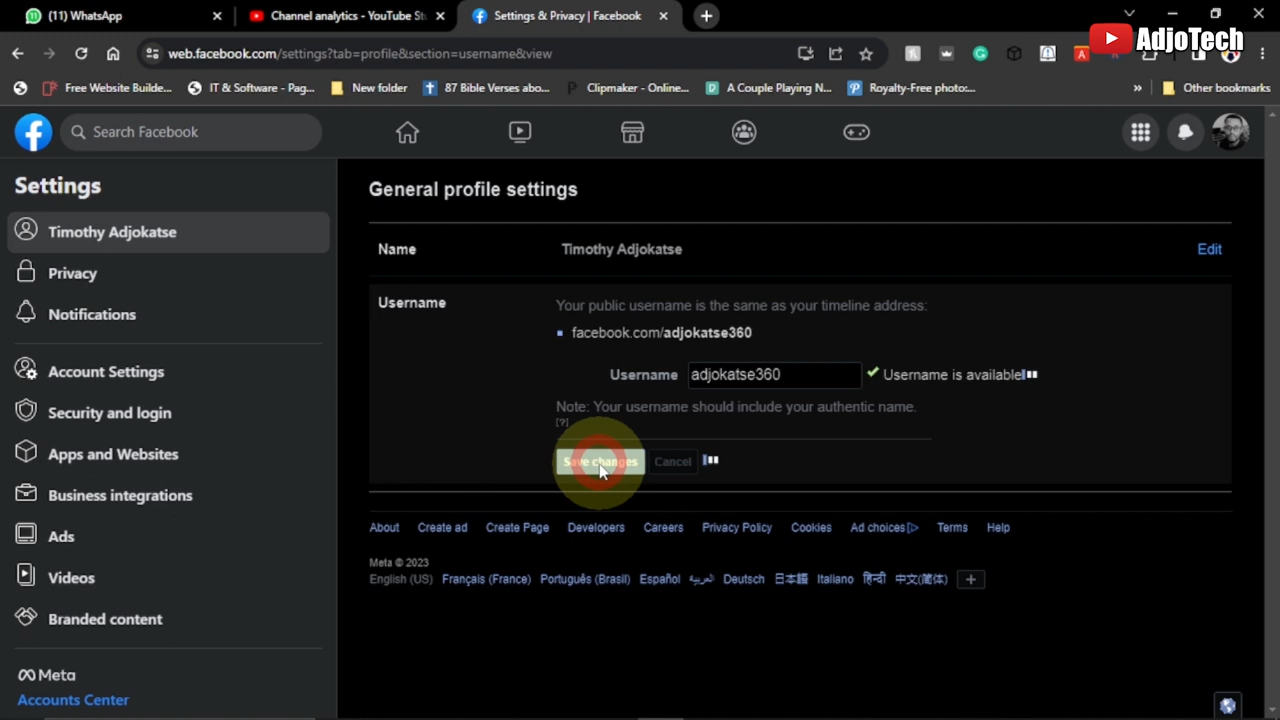 (11) WhatsApp
Channel analytics - YouTube St
Settings & Privacy | Facebook
AdjoTech
web.facebook.com/settings?tab=profile&section=username&view
Free Website Builde...
IT & Software - Pag...
New folder
87 Bible Verses abo...
Clipmaker - Online...
A Couple Playing N...
Royalty-Free photo:...
»
Other bookmarks
Search Facebook
Settings
Timothy Adjokatse
Privacy
Notifications
Account Settings
Security and login
Apps and Websites
Business integrations
Ads
Videos
Branded content
Meta
Accounts Center
General profile settings
Name
Timothy Adjokatse
Edit
Username
Your public username is the same as your timeline address:
facebook.com/adjokatse360
Username
adjokatse360
Username is available
Note: Your username should include your authentic name.
[?]
Save changes
Cancel
About
Create ad
Create Page
Developers
Careers
Privacy Policy
Cookies
Ad choices
Terms
Help
Meta © 2023
English (US)
Français (France)
Português (Brasil)
Español
العربية
Deutsch
日本語
Italiano
हिन्दी
中文(简体)